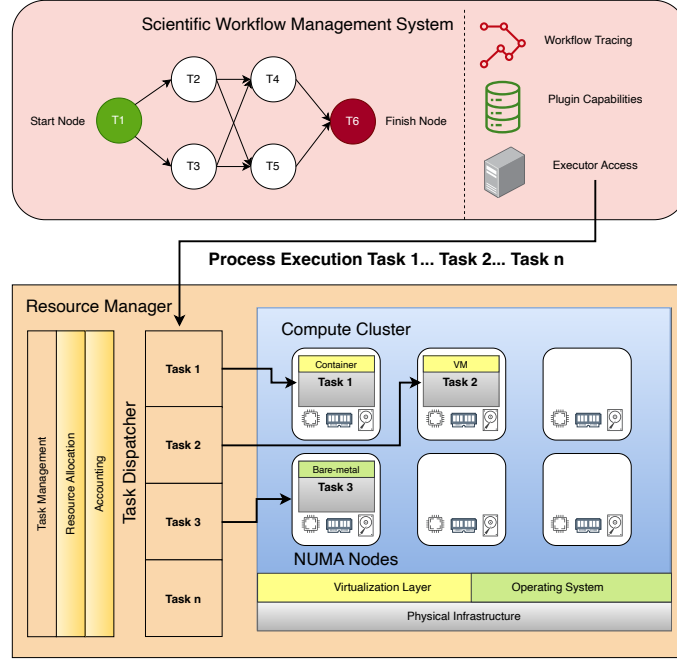 Scientific Workflow Management System
Workflow Tracing
Plugin Capabilities
Executor Access
Start Node
T1
T2
T3
T4
T5
T6
Finish Node
Process Execution Task 1... Task 2... Task n
Resource Manager
Task Management
Resource Allocation
Accounting
Task Dispatcher
Task 1
Task 2
Task 3
Task n
Compute Cluster
Container
Task 1
VM
Task 2
Bare-metal
Task 3
NUMA Nodes
Virtualization Layer
Operating System
Physical Infrastructure